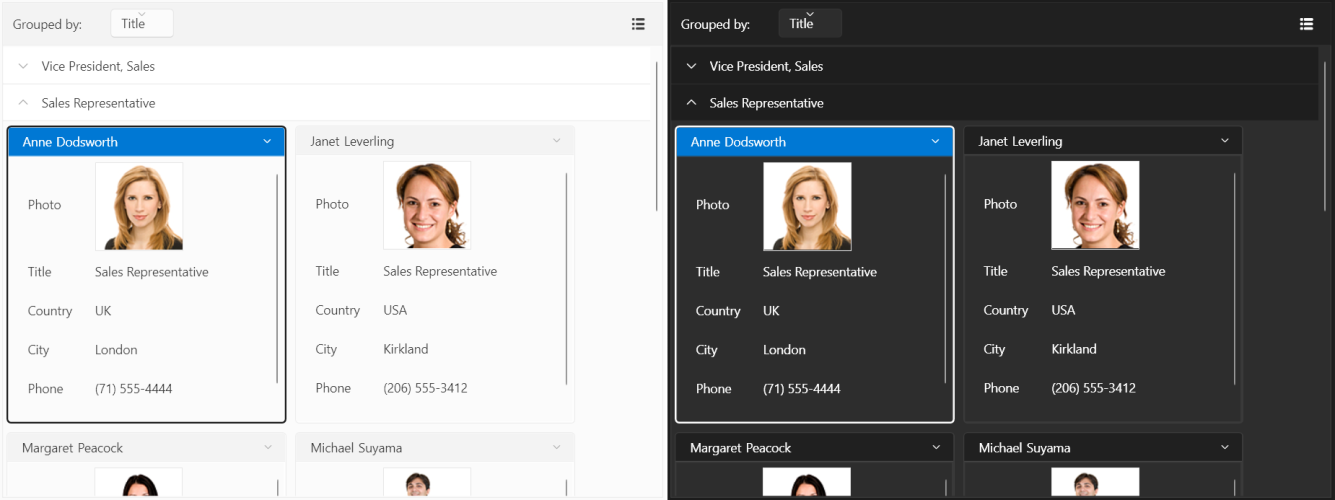 Grouped by: Title
Vice President, Sales
Sales Representative
Anne Dodsworth
Photo
Title Sales Representative
Country UK
City London
Phone (71) 555-4444
Janet Leverling
Photo
Title Sales Representative
Country USA
City Kirkland
Phone (206) 555-3412
Margaret Peacock
Michael Suyama
Grouped by: Title
Vice President, Sales
Sales Representative
Anne Dodsworth
Photo
Title Sales Representative
Country UK
City London
Phone (71) 555-4444
Janet Leverling
Photo
Title Sales Representative
Country USA
City Kirkland
Phone (206) 555-3412
Margaret Peacock
Michael Suyama